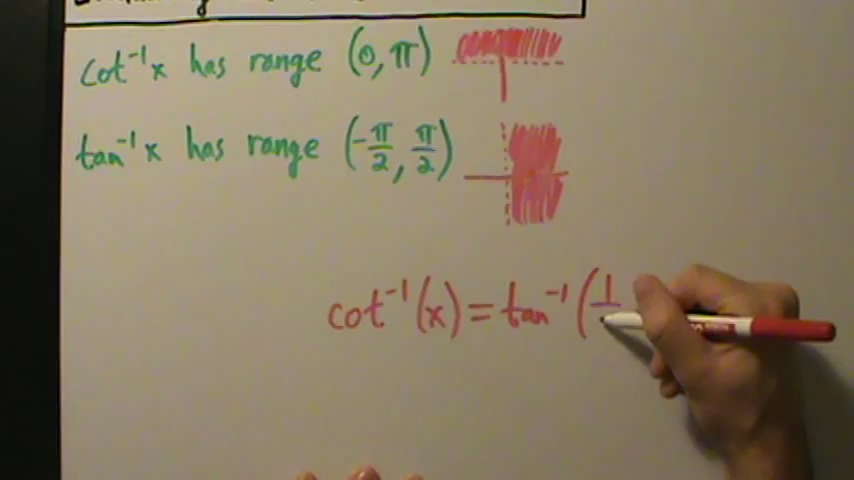 cot⁻¹x has range (0, π)
tan⁻¹x has range (-π/2, π/2)
cot⁻¹(x) = tan⁻¹(1